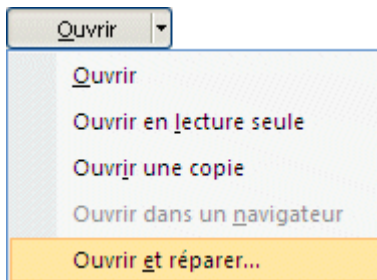 Ouvrir
Ouvrir
Ouvrir en lecture seule
Ouvrir une copie
Ouvrir dans un navigateur
Ouvrir et réparer...